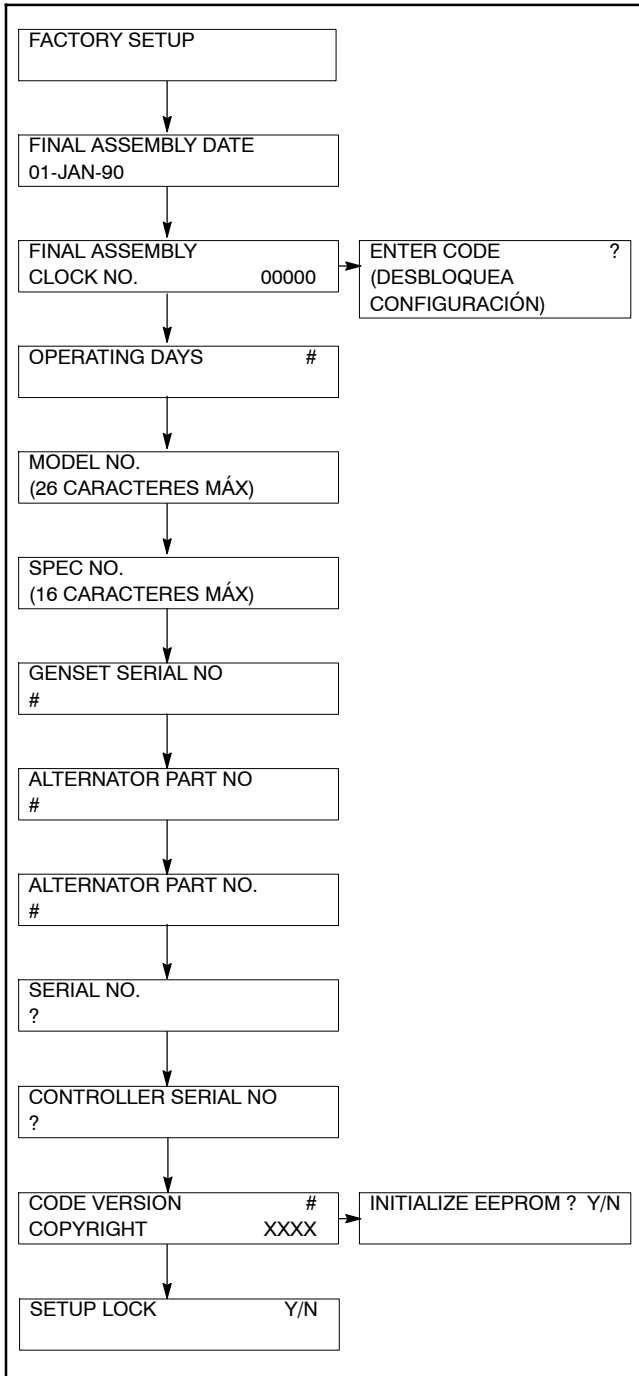 FACTORY SETUP
FINAL ASSEMBLY DATE
01-JAN-90
FINAL ASSEMBLY
CLOCK NO. 00000
ENTER CODE ?
(DESBLOQUEA
CONFIGURACIÓN)
OPERATING DAYS #
MODEL NO.
(26 CARACTERES MÁX)
SPEC NO.
(16 CARACTERES MÁX)
GENSET SERIAL NO
#
ALTERNATOR PART NO
#
ALTERNATOR PART NO.
#
SERIAL NO.
?
CONTROLLER SERIAL NO
?
CODE VERSION #
COPYRIGHT XXXX
INITIALIZE EEPROM ? Y/N
SETUP LOCK Y/N